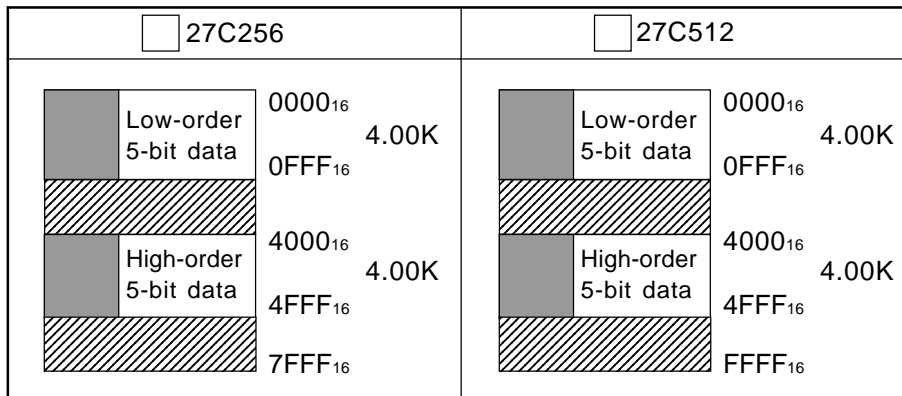 27C256
27C512
Low-order
5-bit data
0000₁₆
4.00K
0FFF₁₆
High-order
5-bit data
4000₁₆
4.00K
4FFF₁₆
7FFF₁₆
Low-order
5-bit data
0000₁₆
4.00K
0FFF₁₆
High-order
5-bit data
4000₁₆
4.00K
4FFF₁₆
FFFF₁₆